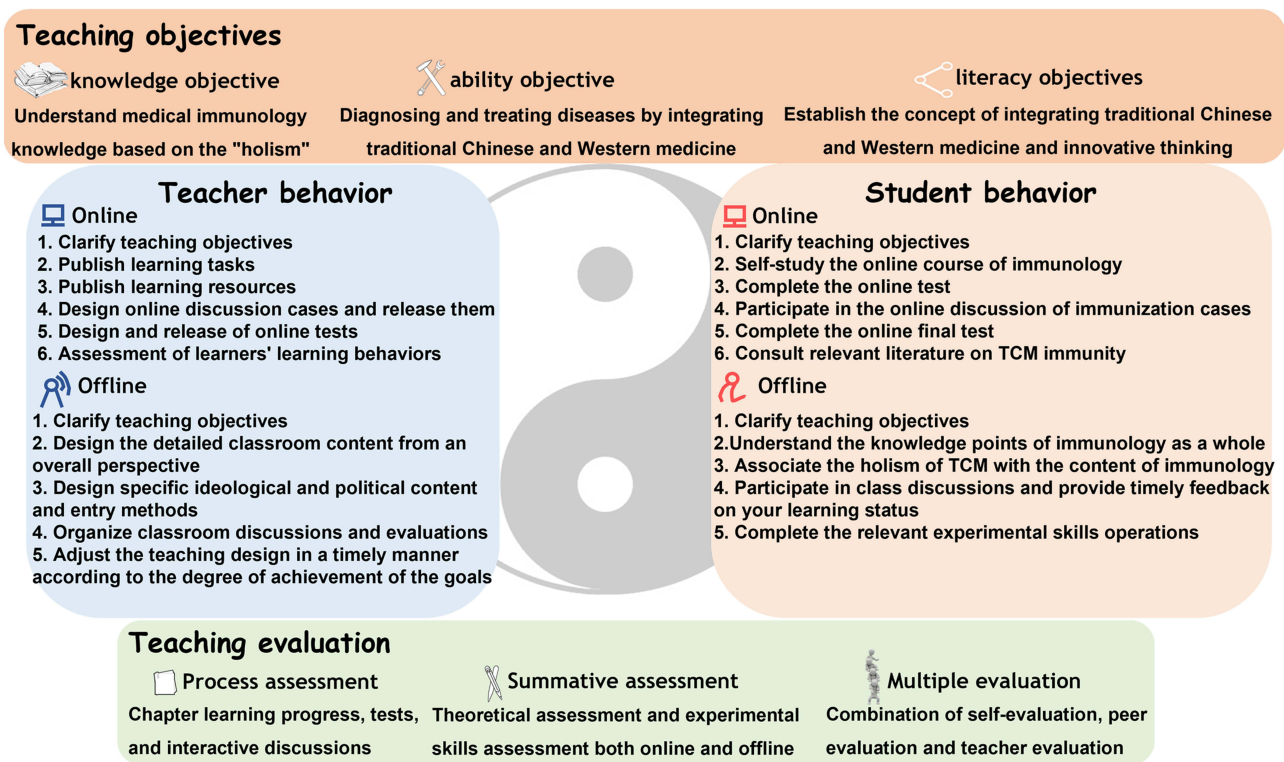 Teaching objectives
knowledge objective
Understand medical immunology
knowledge based on the "holism"
ability objective
Diagnosing and treating diseases by integrating
traditional Chinese and Western medicine
literacy objectives
Establish the concept of integrating traditional Chinese
and Western medicine and innovative thinking
Teacher behavior
Online
1. Clarify teaching objectives
2. Publish learning tasks
3. Publish learning resources
4. Design online discussion cases and release them
5. Design and release of online tests
6. Assessment of learners' learning behaviors
Offline
1. Clarify teaching objectives
2. Design the detailed classroom content from an
overall perspective
3. Design specific ideological and political content
and entry methods
4. Organize classroom discussions and evaluations
5. Adjust the teaching design in a timely manner
according to the degree of achievement of the goals
Student behavior
Online
1. Clarify teaching objectives
2. Self-study the online course of immunology
3. Complete the online test
4. Participate in the online discussion of immunization cases
5. Complete the online final test
6. Consult relevant literature on TCM immunity
Offline
1. Clarify teaching objectives
2.Understand the knowledge points of immunology as a whole
3. Associate the holism of TCM with the content of immunology
4. Participate in class discussions and provide timely feedback
on your learning status
5. Complete the relevant experimental skills operations
Teaching evaluation
Process assessment
Chapter learning progress, tests,
and interactive discussions
Summative assessment
Theoretical assessment and experimental
skills assessment both online and offline
Multiple evaluation
Combination of self-evaluation, peer
evaluation and teacher evaluation